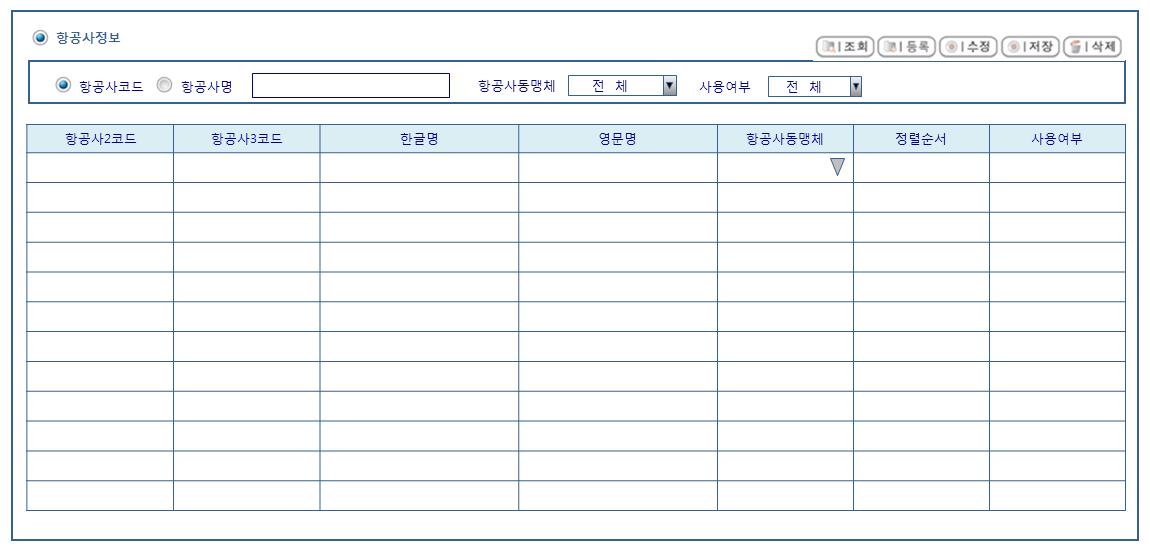 항공사정보
조회 등록 수정 저장 삭제
항공사코드 항공사명 항공사동맹체 전 체 사용여부 전 체
항공사2코드 항공사3코드 한글명 영문명 항공사동맹체 정렬순서 사용여부